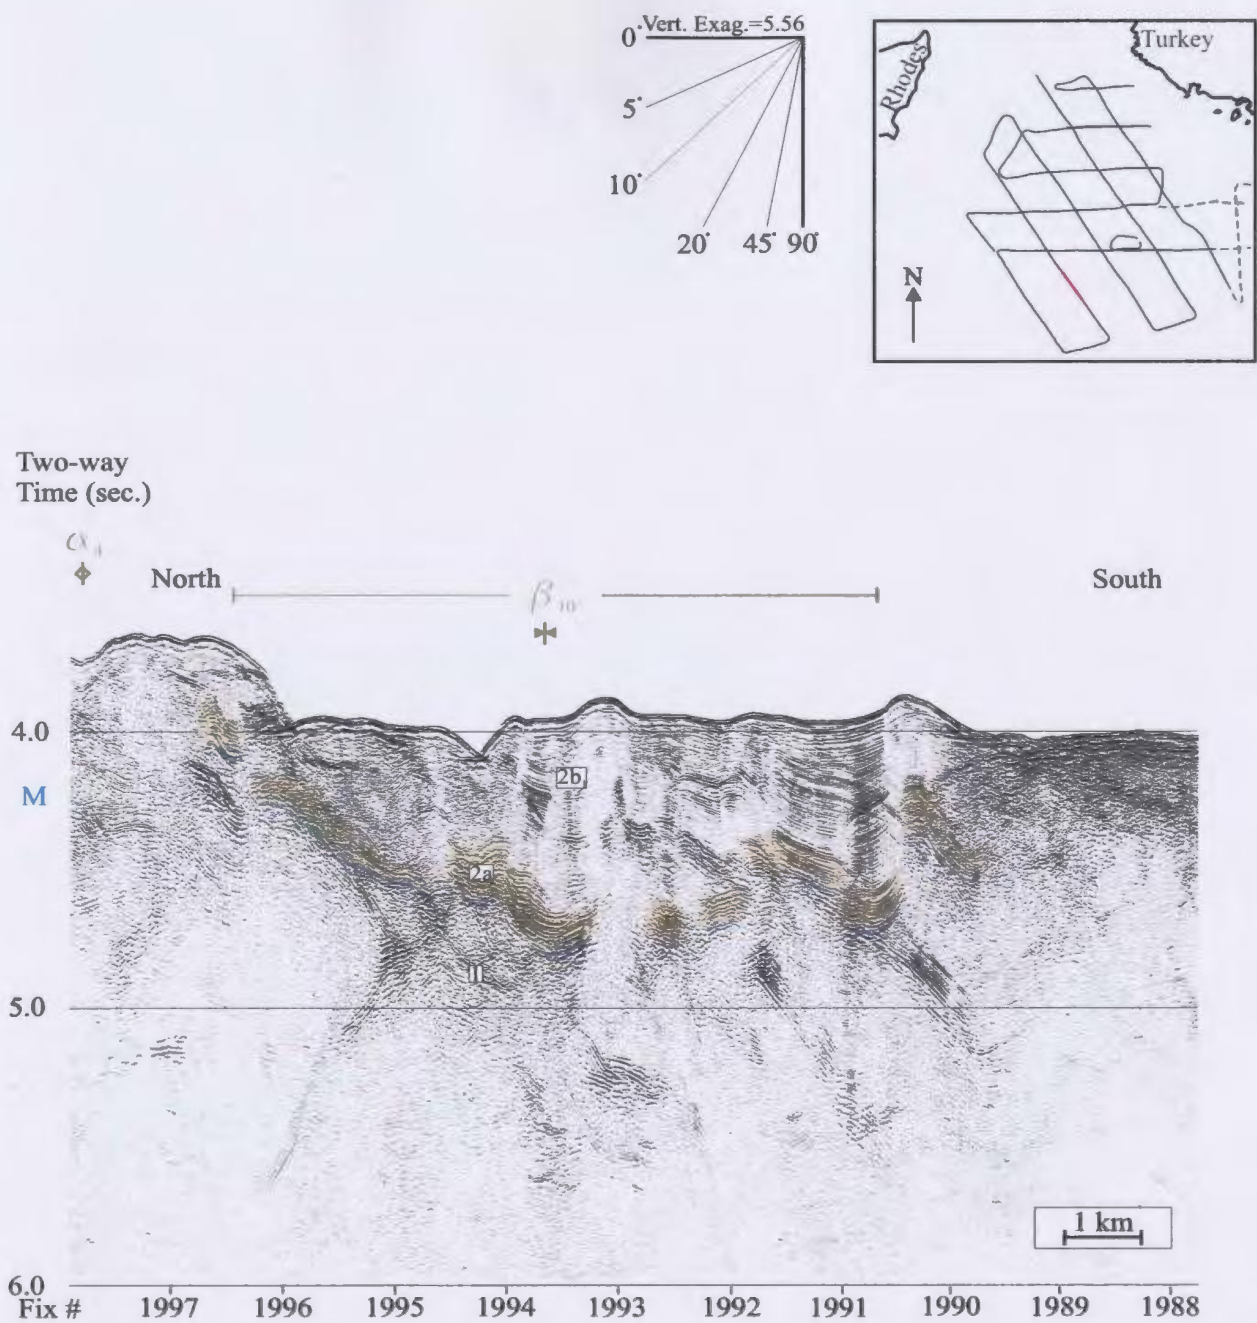 Vert. Exag.=5.56
0°
5°
10°
20° 45° 90°
Rhodes
Turkey
N
Two-way
Time (sec.)
North
β10
South
4.0
M
2b
2a
5.0
1 km
6.0
Fix # 1997 1996 1995 1994 1993 1992 1991 1990 1989 1988